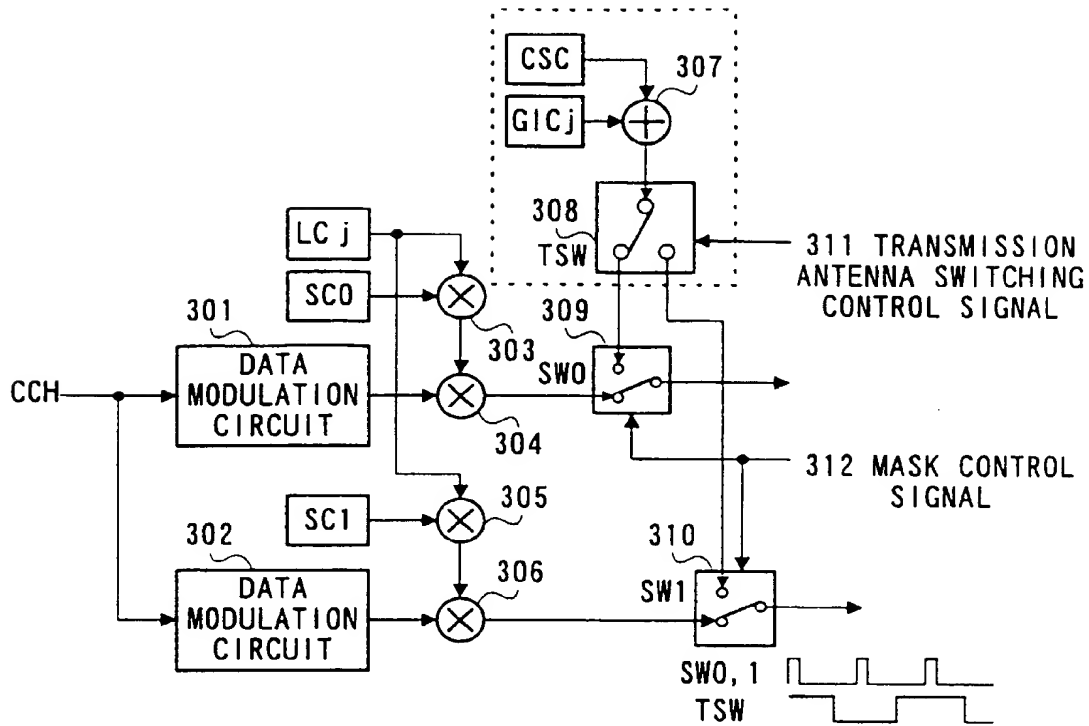 CSC
307
GICj
308
TSW
311 TRANSMISSION
ANTENNA SWITCHING
CONTROL SIGNAL
LCj
SC0
303
309
301
DATA
MODULATION
CIRCUIT
CCH
SW0
304
312 MASK CONTROL
SIGNAL
SC1
305
310
302
DATA
MODULATION
CIRCUIT
306
SW1
SW0,1
TSW